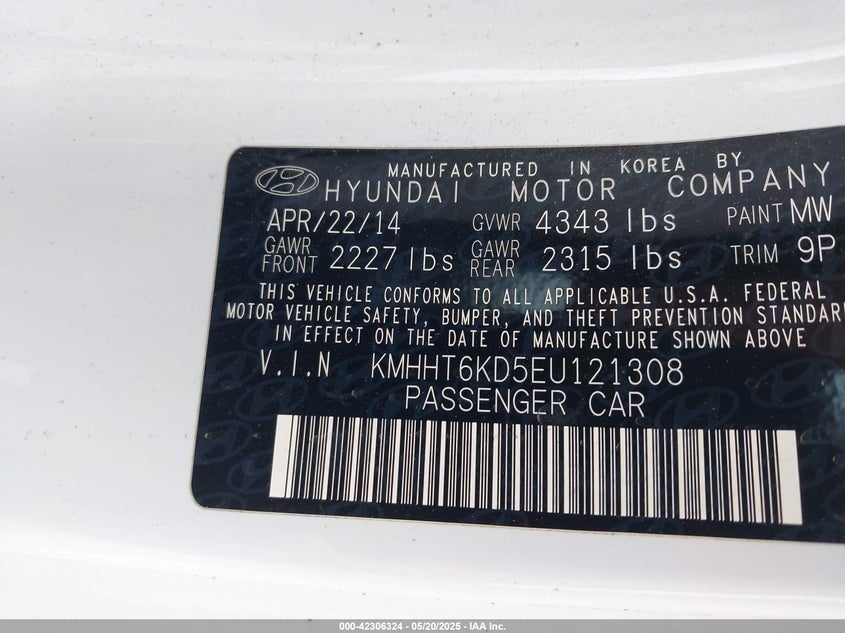 MANUFACTURED IN KOREA BY
HYUNDAI MOTOR COMPANY
APR/22/14 GVWR 4343 lbs PAINT MW
GAWR FRONT 2227 lbs GAWR REAR 2315 lbs TRIM 9P
THIS VEHICLE CONFORMS TO ALL APPLICABLE U.S.A. FEDERAL
MOTOR VEHICLE SAFETY, BUMPER, AND THEFT PREVENTION STANDAR
IN EFFECT ON THE DATE OF MANUFACTURE SHOWN ABOVE
V.I.N KMHHT6KD5EU121308
PASSENGER CAR
000-42306324 | 05/20/2025 | IAA Inc.